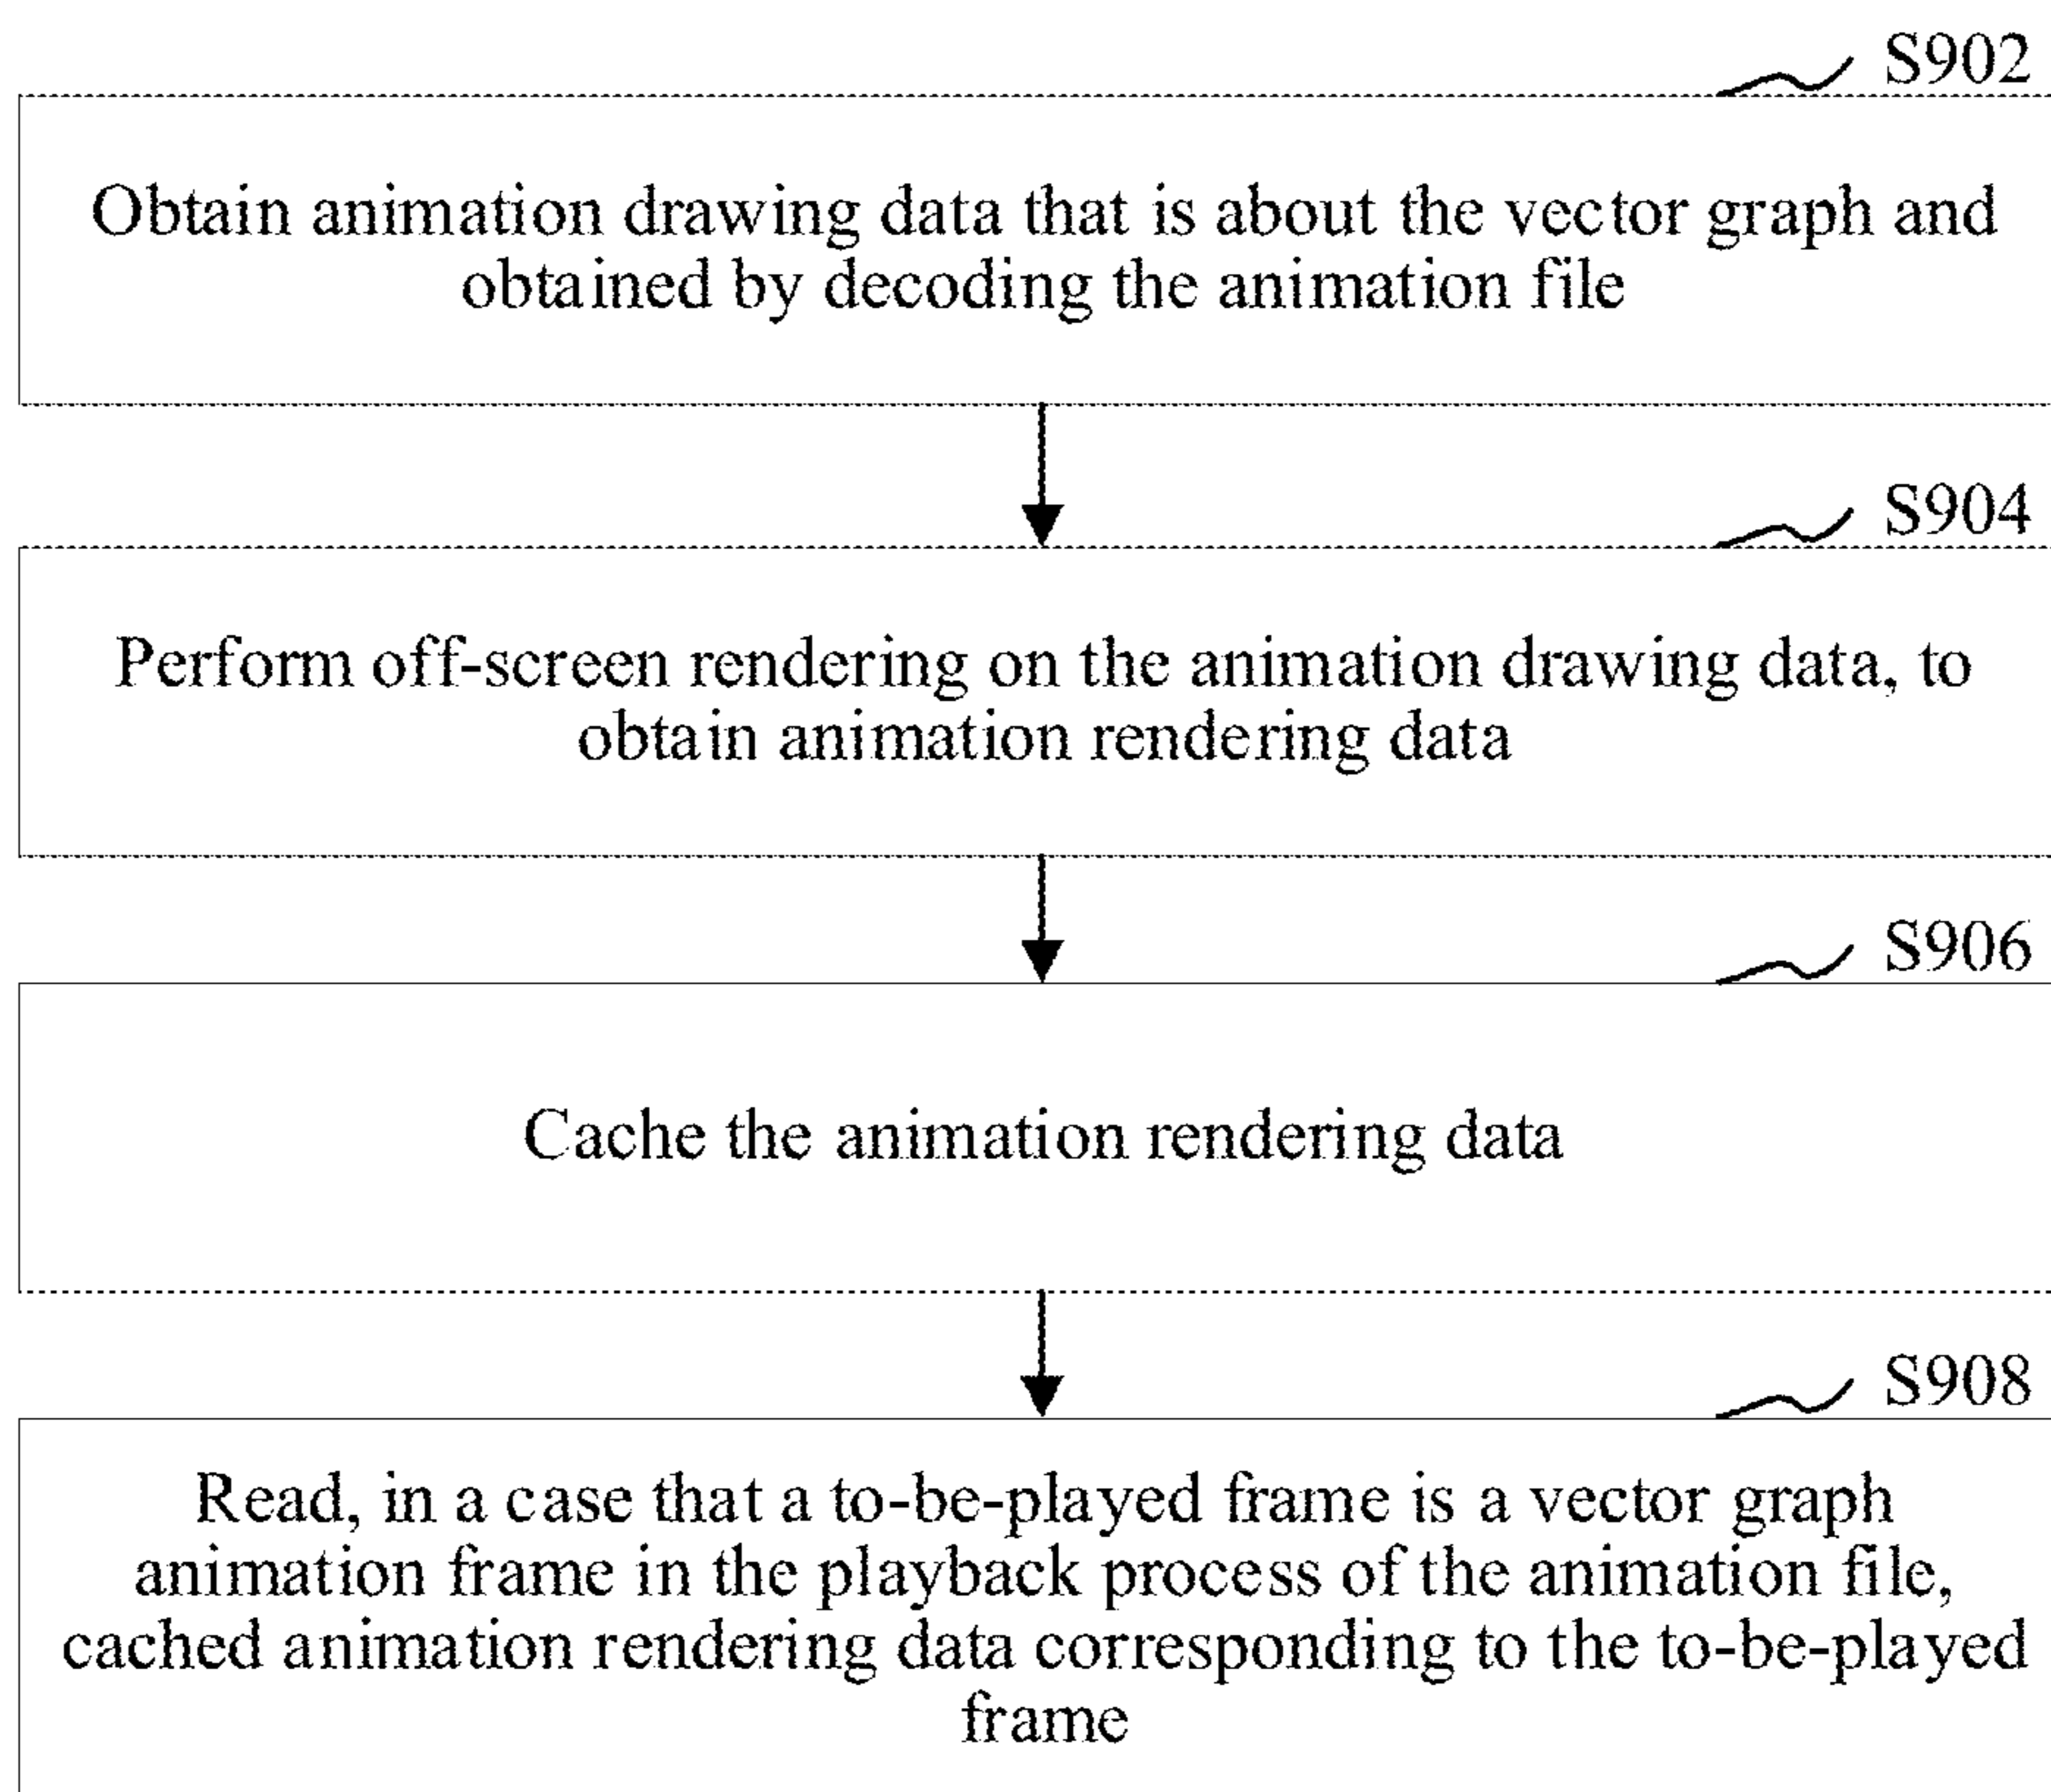 S902
Obtain animation drawing data that is about the vector graph and
obtained by decoding the animation file
S904
Perform off-screen rendering on the animation drawing data, to
obtain animation rendering data
S906
Cache the animation rendering data
S908
Read, in a case that a to-be-played frame is a vector graph
animation frame in the playback process of the animation file,
cached animation rendering data corresponding to the to-be-played
frame